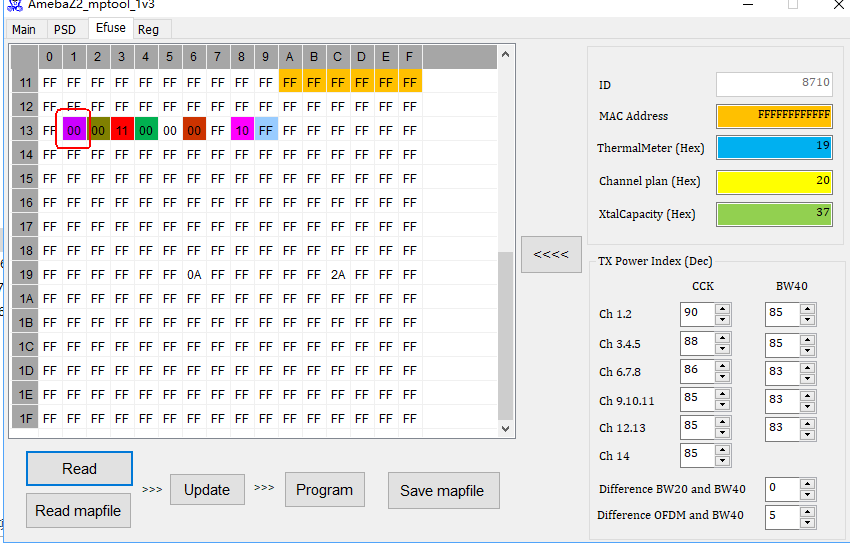 AmebaZ2_mptool_1v3
Main PSD Efuse Reg
0 1 2 3 4 5 6 7 8 9 A B C D E F
11 FF FF FF FF FF FF FF FF FF FF FF FF FF FF FF FF
12 FF FF FF FF FF FF FF FF FF FF FF FF FF FF FF FF
13 FF 00 00 11 00 00 00 FF 10 FF FF FF FF FF FF FF
14 FF FF FF FF FF FF FF FF FF FF FF FF FF FF FF FF
15 FF FF FF FF FF FF FF FF FF FF FF FF FF FF FF FF
16 FF FF FF FF FF FF FF FF FF FF FF FF FF FF FF FF
17 FF FF FF FF FF FF FF FF FF FF FF FF FF FF FF FF
18 FF FF FF FF FF FF FF FF FF FF FF FF FF FF FF FF
19 FF FF FF FF FF FF 0A FF FF FF FF FF 2A FF FF FF
1A FF FF FF FF FF FF FF FF FF FF FF FF FF FF FF FF
1B FF FF FF FF FF FF FF FF FF FF FF FF FF FF FF FF
1C FF FF FF FF FF FF FF FF FF FF FF FF FF FF FF FF
1D FF FF FF FF FF FF FF FF FF FF FF FF FF FF FF FF
1E FF FF FF FF FF FF FF FF FF FF FF FF FF FF FF FF
1F FF FF FF FF FF FF FF FF FF FF FF FF FF FF FF FF
Read
Read mapfile
>>>
Update
>>>
Program
Save mapfile
<<<<
ID 8710
MAC Address FFFFFFFFFFFF
ThermalMeter (Hex) 19
Channel plan (Hex) 20
XtalCapacity (Hex) 37
TX Power Index (Dec)
CCK BW40
Ch 1.2 90 85
Ch 3.4.5 88 85
Ch 6.7.8 86 83
Ch 9.10.11 85 83
Ch 12.13 85 83
Ch 14 85
Difference BW20 and BW40 0
Difference OFDM and BW40 5